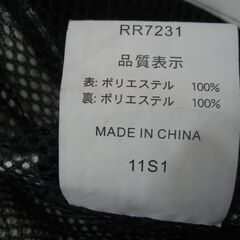 RR7231
品質表示
表: ポリエステル 100%
裏: ポリエステル 100%
MADE IN CHINA
11S1